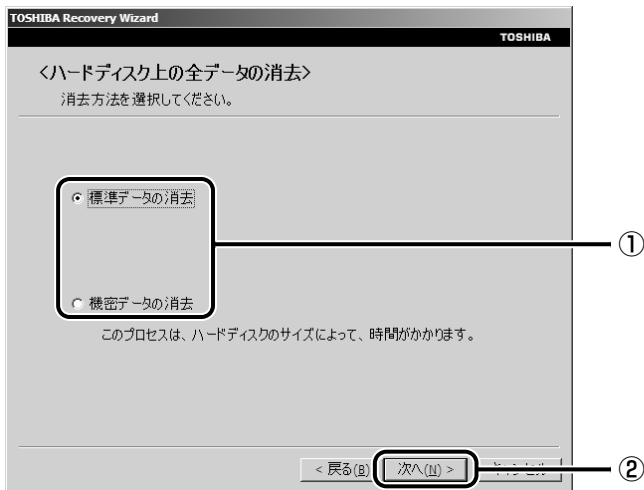 TOSHIBA Recovery Wizard
TOSHIBA
＜ハードディスク上の全データの消去＞
消去方法を選択してください。
標準データの消去
①
機密データの消去
このプロセスは、ハードディスクのサイズによって、時間がかかります。
< 戻る(B) 次へ(N) >
②